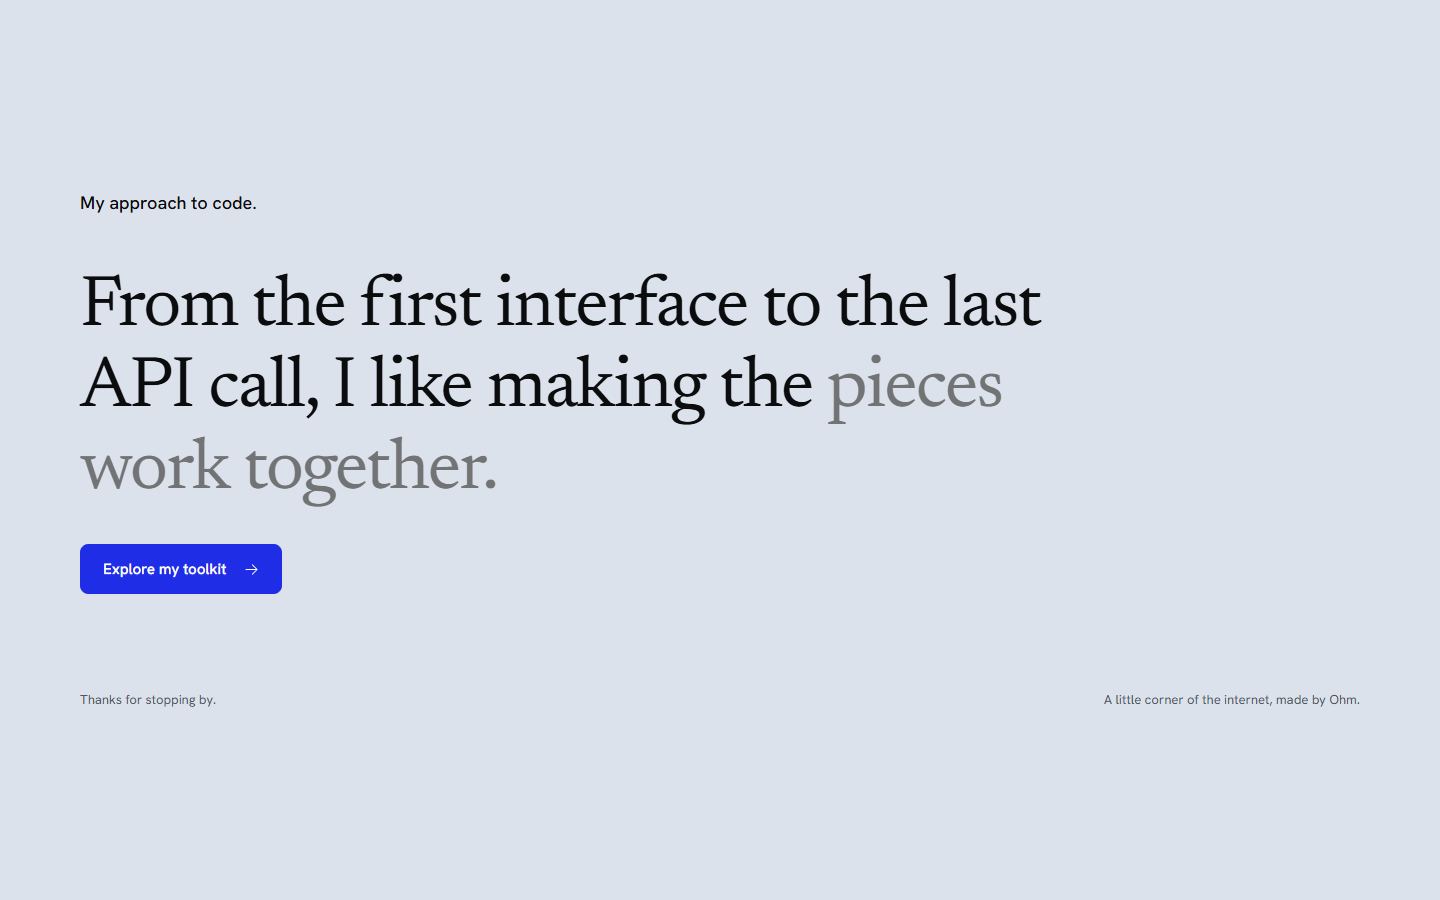 My approach to code.
From the first interface to the last
API call, I like making the pieces
work together.
Explore my toolkit →
Thanks for stopping by.
A little corner of the internet, made by Ohm.